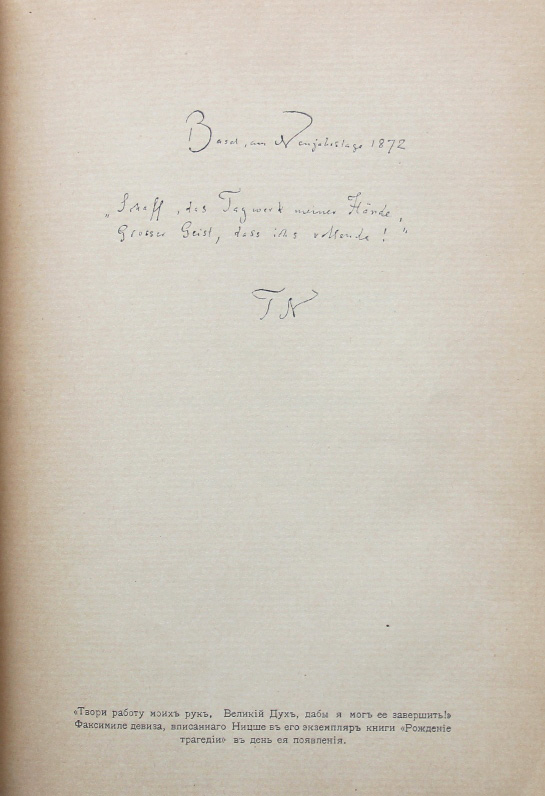 Basel, am Neujahrstage 1872
„Schaff, das Tagwerk meiner Hände,
Grosser Geist, dass ichs vollende!"
FN
«Твори работу моихъ рукъ, Великій Духъ, дабы я могъ ее завершить!»
Факсимиле девиза, вписаннаго Ницше въ его экземпляръ книги «Рожденіе
трагедіи» въ день ея появленія.